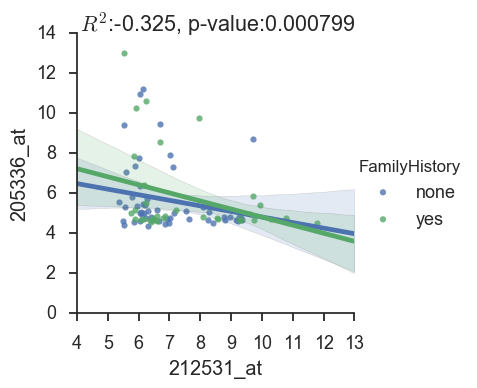 R²:-0.325, p-value:0.000799
14
12
10
8
6
4
2
0
205336_at
4 5 6 7 8 9 10 11 12 13
212531_at
FamilyHistory
none
yes